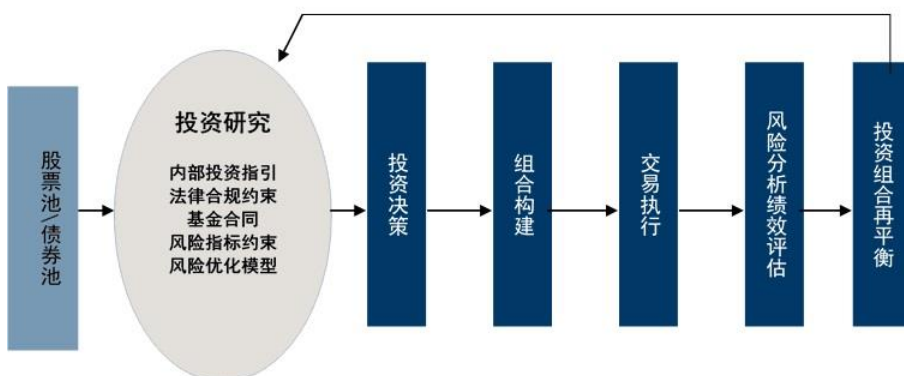 股票池\债券池
投资研究
内部投资指引
法律合规约束
基金合同
风险指标约束
风险优化模型
投资决策
组合构建
交易执行
风险分析绩效评估
投资组合再平衡